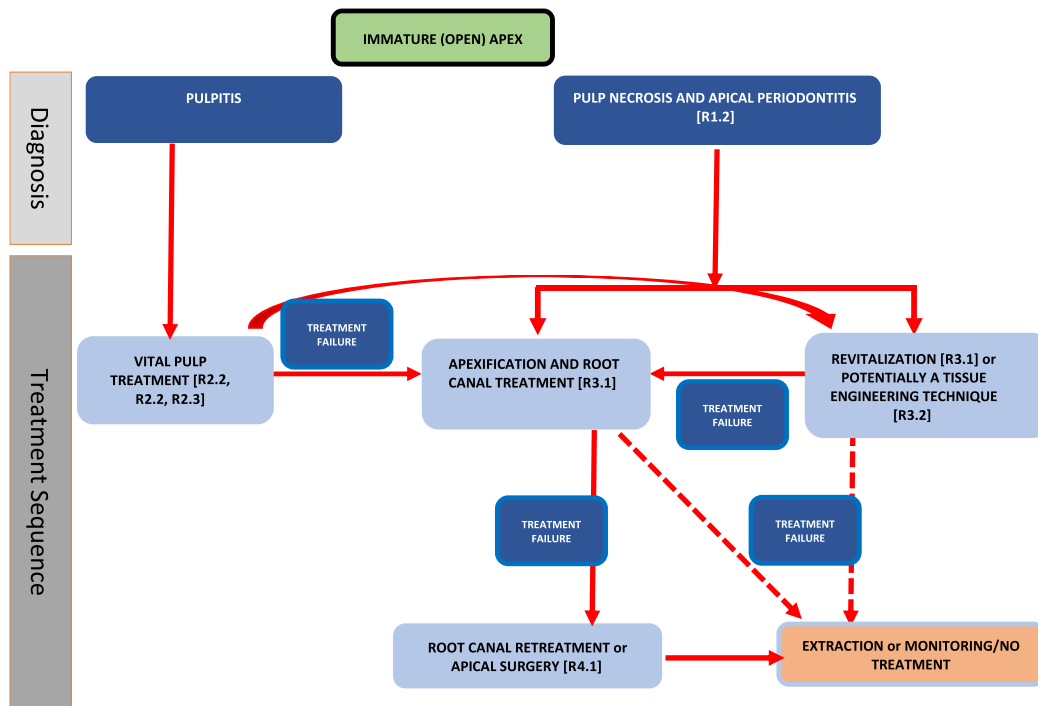 IMMATURE (OPEN) APEX
Diagnosis
PULPITIS
PULP NECROSIS AND APICAL PERIODONTITIS
[R1.2]
Treatment Sequence
TREATMENT
FAILURE
VITAL PULP
TREATMENT [R2.2,
R2.2, R2.3]
APEXIFICATION AND ROOT
CANAL TREATMENT [R3.1]
REVITALIZATION [R3.1] or
POTENTIALLY A TISSUE
ENGINEERING TECHNIQUE
[R3.2]
TREATMENT
FAILURE
TREATMENT
FAILURE
TREATMENT
FAILURE
ROOT CANAL RETREATMENT or
APICAL SURGERY [R4.1]
EXTRACTION or MONITORING/NO
TREATMENT